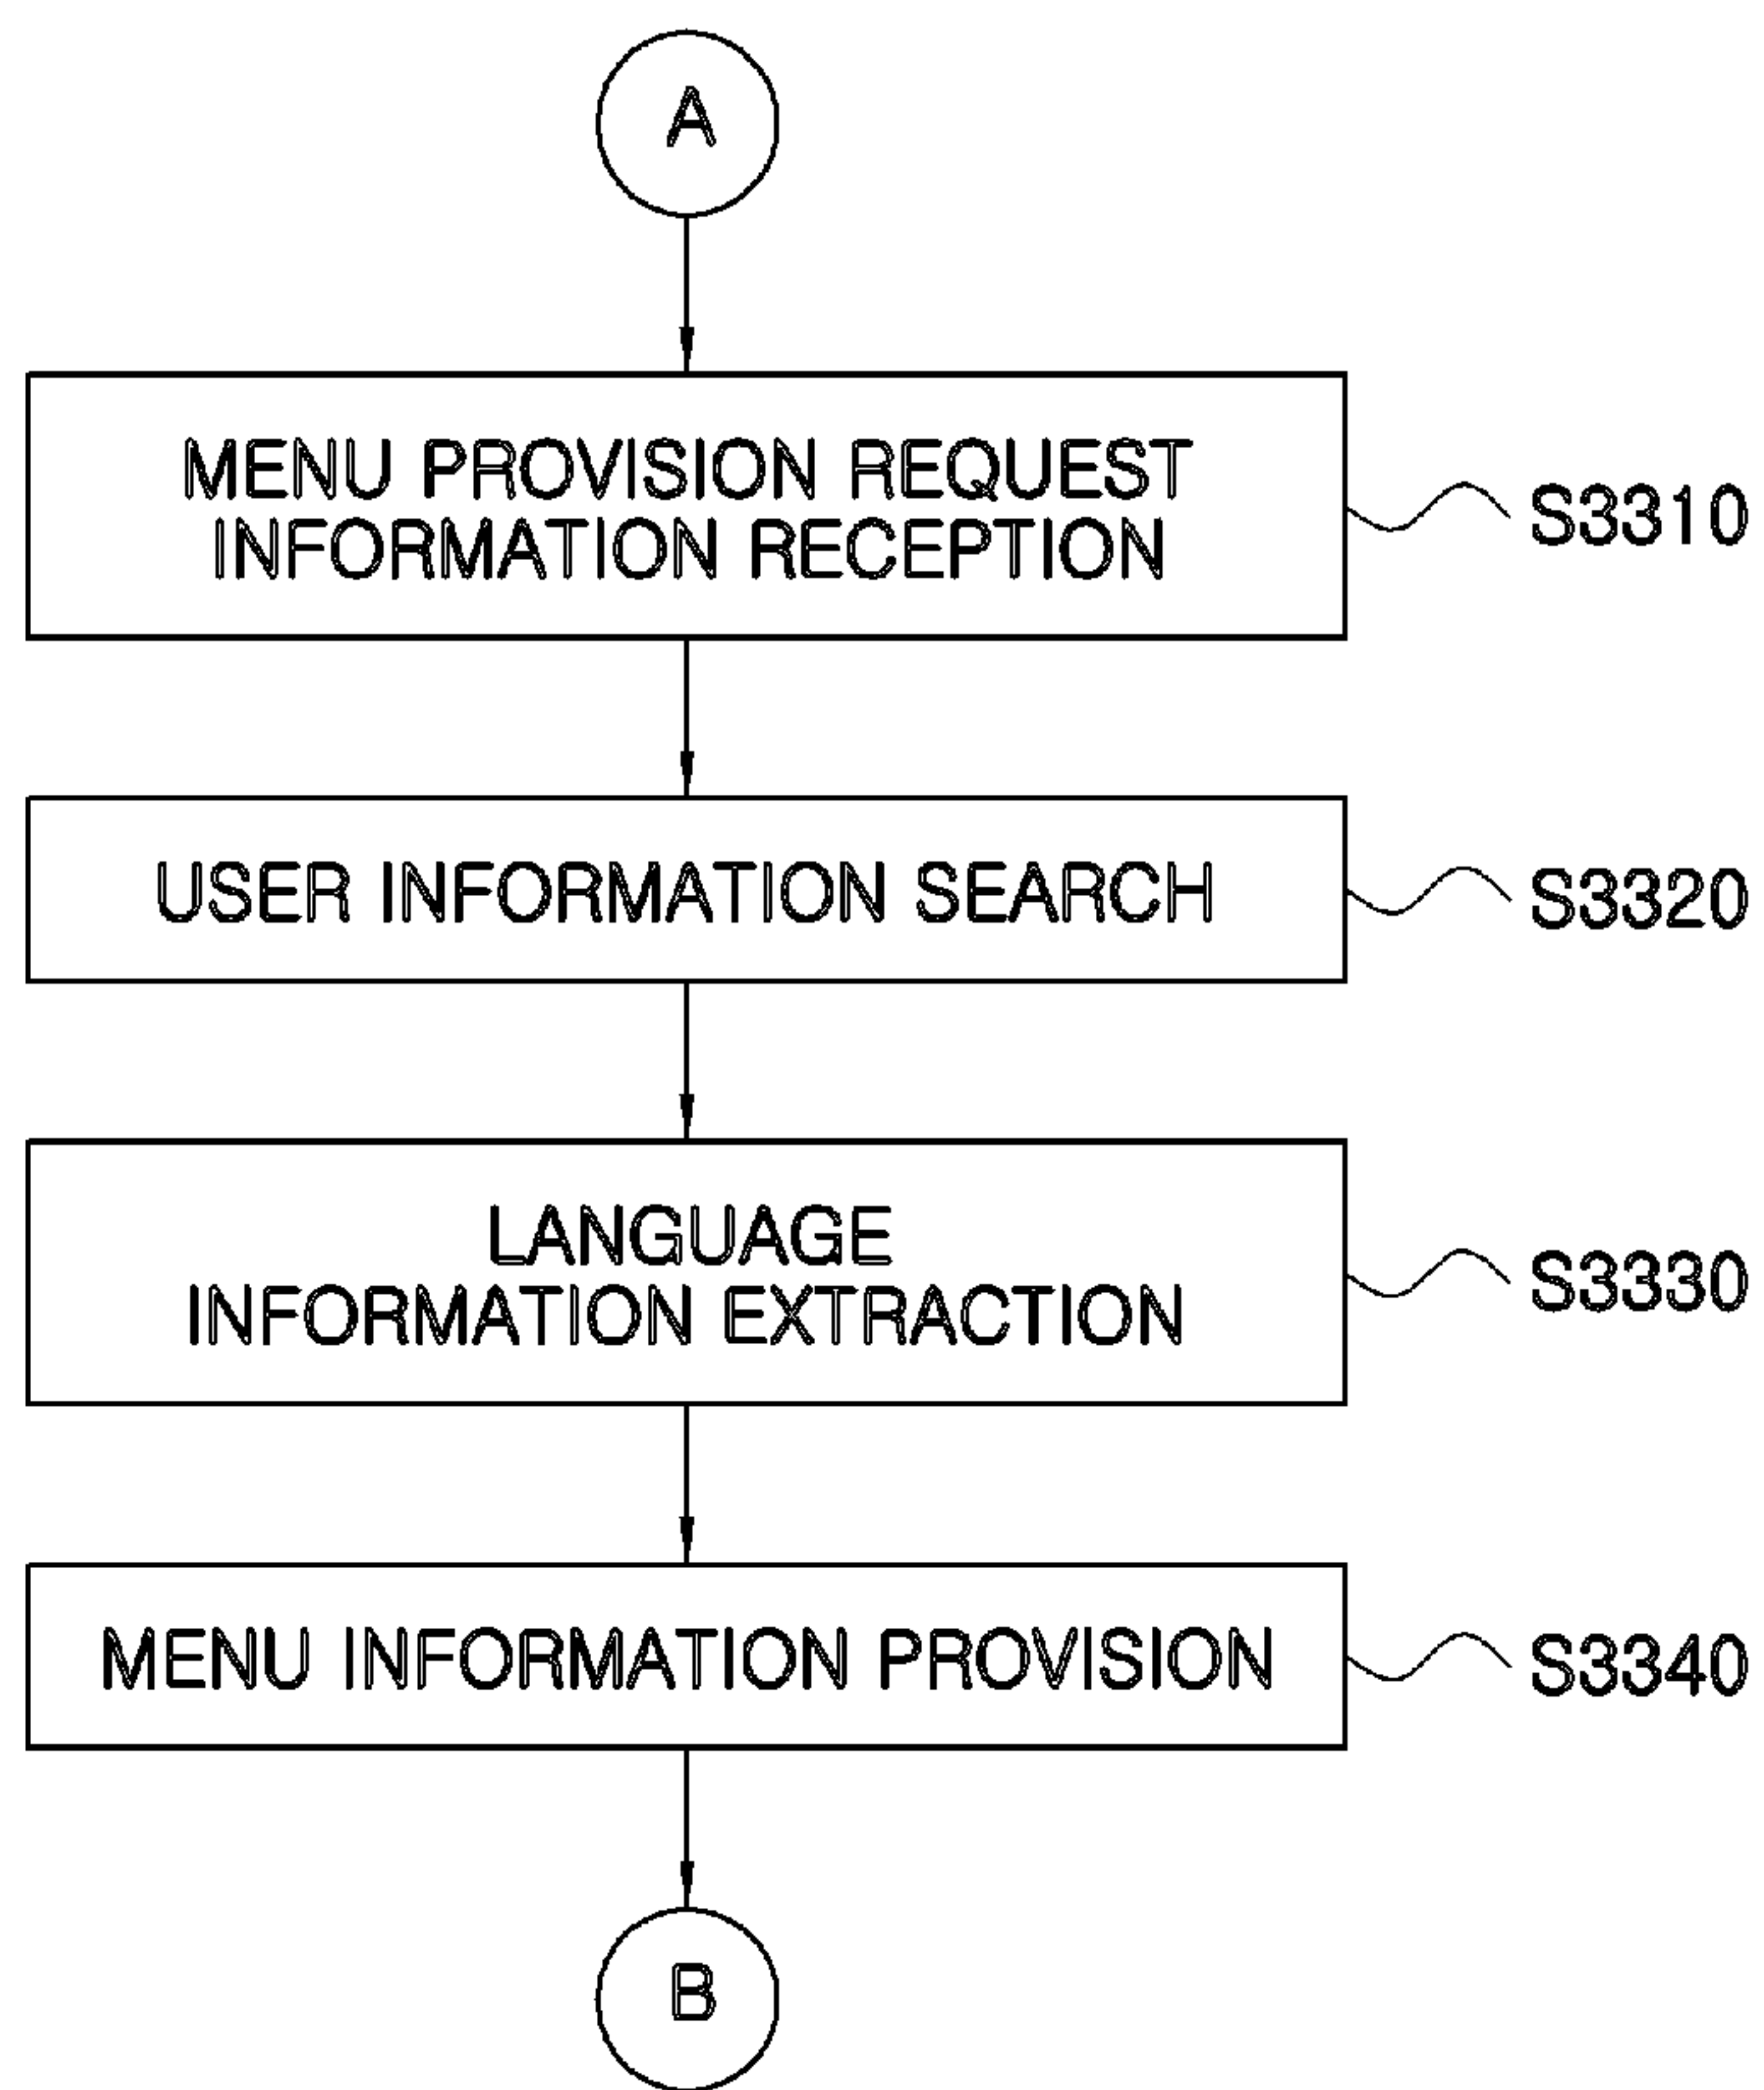 A
MENU PROVISION REQUEST
INFORMATION RECEPTION
S3310
USER INFORMATION SEARCH
S3320
LANGUAGE
INFORMATION EXTRACTION
S3330
MENU INFORMATION PROVISION
S3340
B